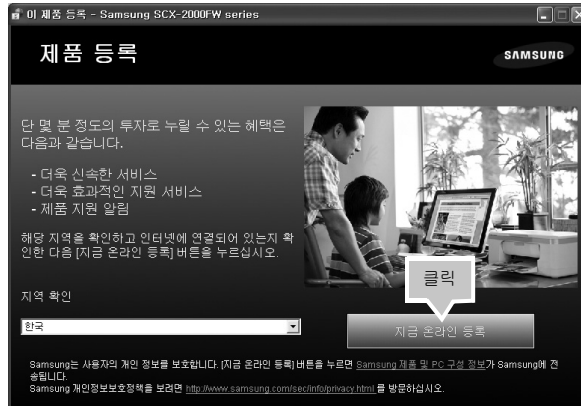 이 제품 등록 - Samsung SCX-2000FW series
제품 등록
SAMSUNG
단 몇 분 정도의 투자로 누릴 수 있는 혜택은
다음과 같습니다.
- 더욱 신속한 서비스
- 더욱 효과적인 지원 서비스
- 제품 지원 알림
해당 지역을 확인하고 인터넷에 연결되어 있는지 확
인한 다음 [지금 온라인 등록] 버튼을 누르십시오.
클릭
지역 확인
한국
지금 온라인 등록
Samsung는 사용자의 개인 정보를 보호합니다. [지금 온라인 등록] 버튼을 누르면 Samsung 제품 및 PC 구성 정보가 Samsung에 전
송됩니다.
Samsung 개인정보보호정책을 보려면 http://www.samsung.com/sec/info/privacy.html 를 방문하십시오.